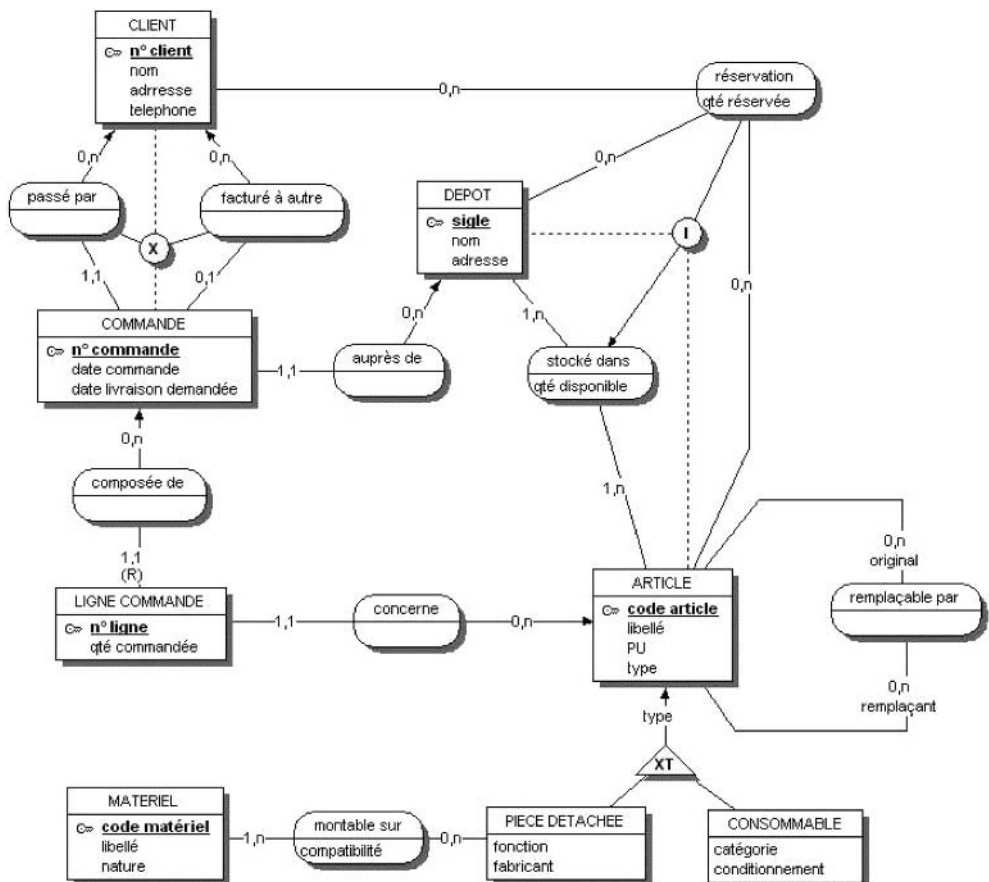 CLIENT
n° client
nom
adrresse
telephone
0,n
réservation
qté réservée
0,n
0,n
passé par
facturé à autre
X
1,1
0,1
0,n
DEPOT
sigle
nom
adresse
I
0,n
COMMANDE
n° commande
date commande
date livraison demandée
1,1
auprès de
0,n
1,n
stocké dans
qté disponible
1,n
0,n
composée de
1,1
(R)
LIGNE COMMANDE
n° ligne
qté commandée
1,1
concerne
0,n
ARTICLE
code article
libellé
PU
type
0,n
original
remplaçable par
0,n
remplaçant
type
XT
MATERIEL
code matériel
libellé
nature
1,n
montable sur
compatibilité
0,n
PIECE DETACHEE
fonction
fabricant
CONSOMMABLE
catégorie
conditionnement